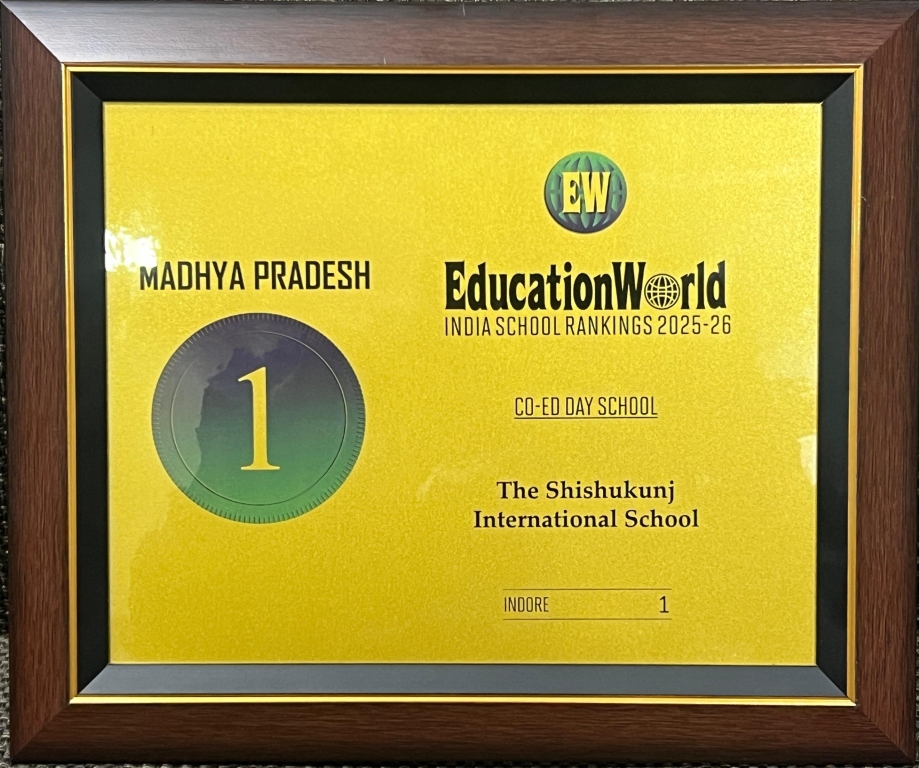 MADHYA PRADESH
1
EW
EducationWorld
INDIA SCHOOL RANKINGS 2025-26
CO-ED DAY SCHOOL
The Shishukunj
International School
INDORE 1